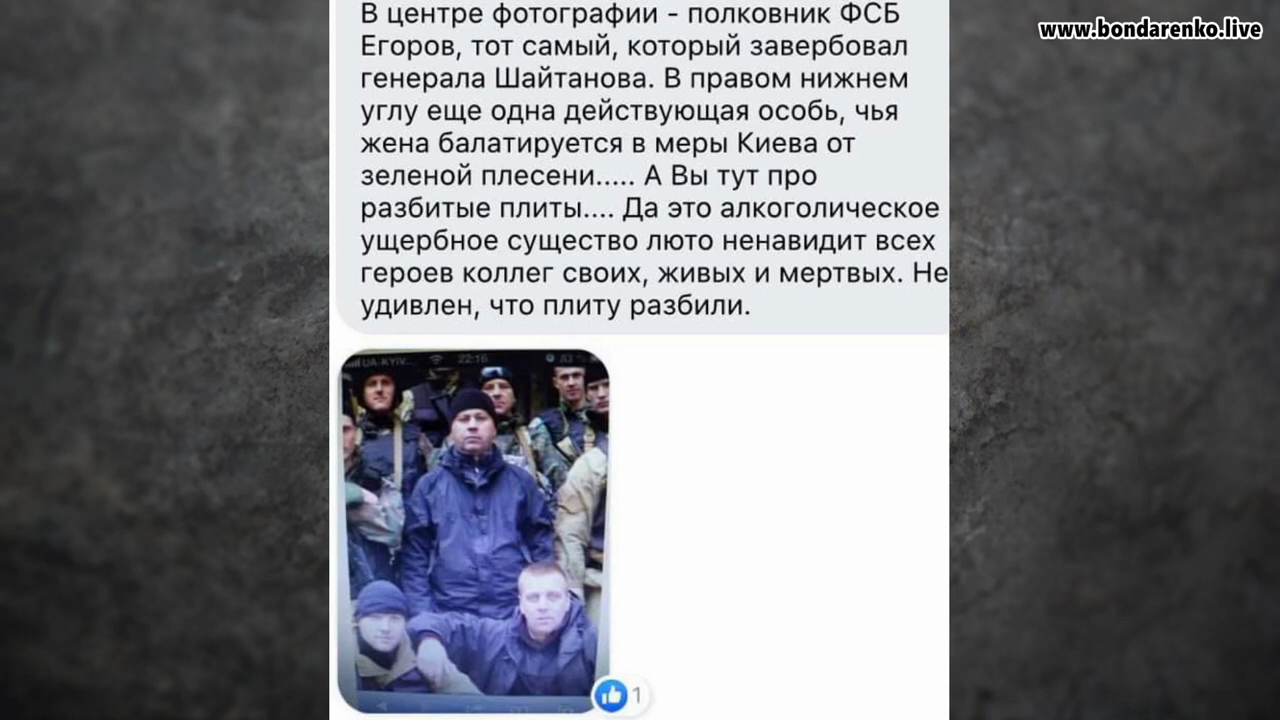 www.bondarenko.live
В центре фотографии - полковник ФСБ
Егоров, тот самый, который завербовал
генерала Шайтанова. В правом нижнем
углу еще одна действующая особь, чья
жена балатируется в меры Киева от
зеленой плесени..... А Вы тут про
разбитые плиты.... Да это алкоголическое
ущербное существо люто ненавидит всех
героев коллег своих, живых и мертвых. Не
удивлен, что плиту разбили.
UA-KYIV... 22:16
1